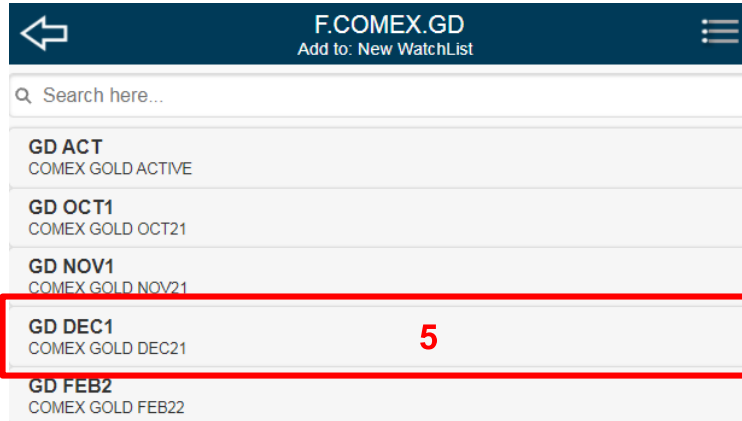 F.COMEX.GD
Add to: New WatchList
Search here...
GD ACT
COMEX GOLD ACTIVE
GD OCT1
COMEX GOLD OCT21
GD NOV1
COMEX GOLD NOV21
GD DEC1
COMEX GOLD DEC21
5
GD FEB2
COMEX GOLD FEB22